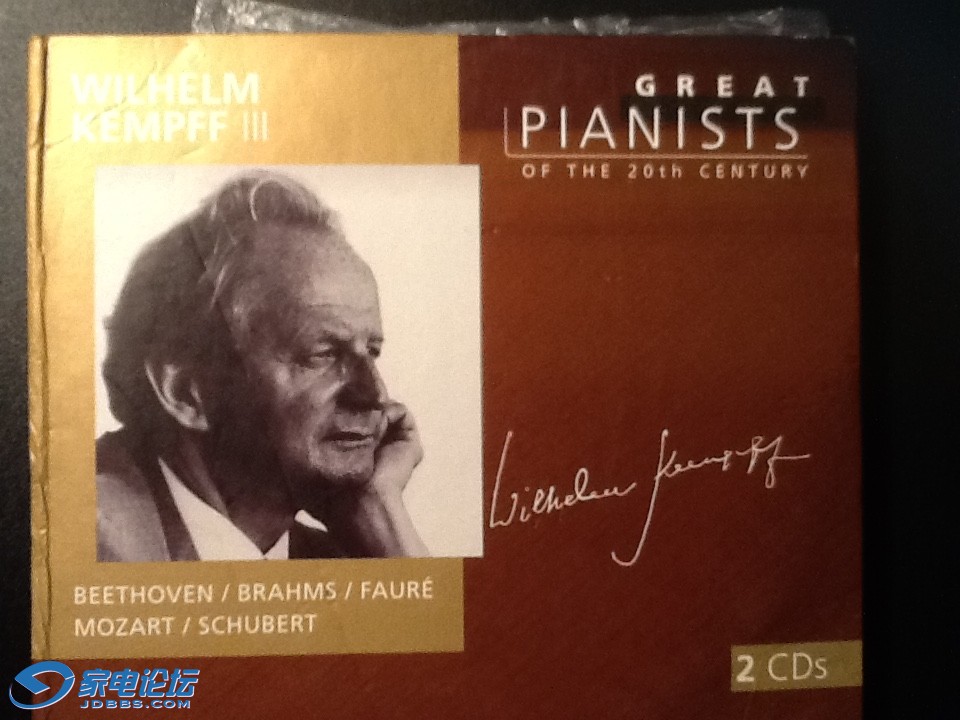 WILHELM
KEMPFF III
GREAT
PIANISTS
OF THE 20th CENTURY
Wilhelm Kempff
BEETHOVEN / BRAHMS / FAURÉ
MOZART / SCHUBERT
2 CDs
家电论坛
JDBBS.COM